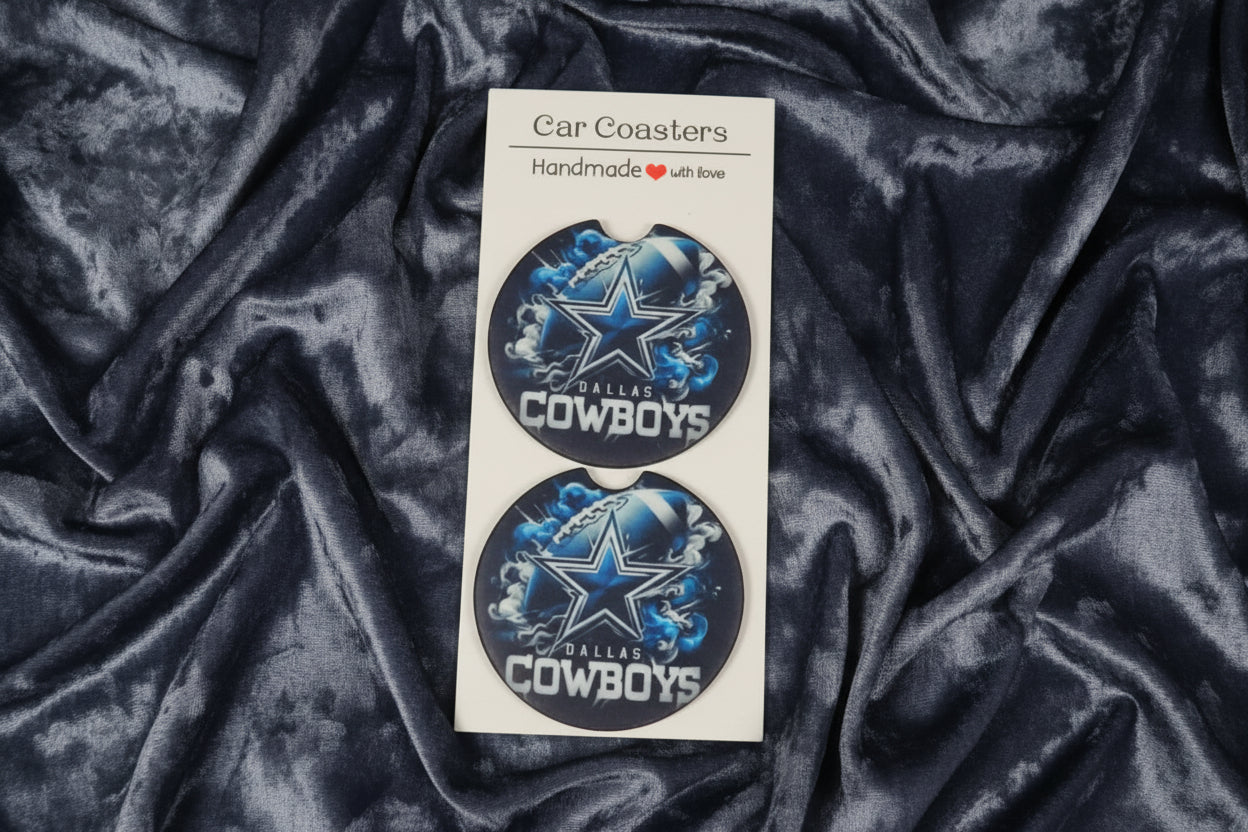 Car Coasters
Handmade ❤ with love
DALLAS
COWBOYS
DALLAS
COWBOYS